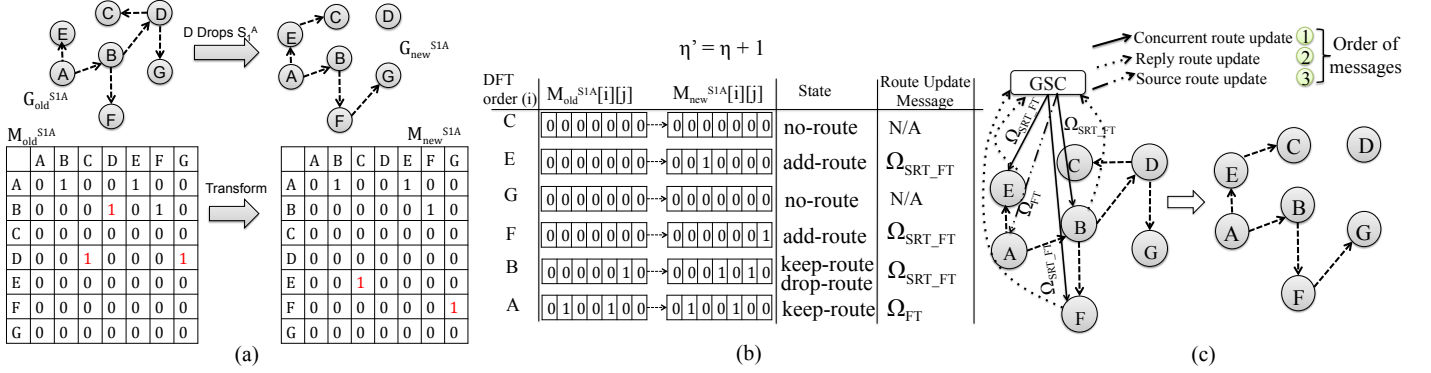 C D
E
B
A
G
F
G_old^S1A
D Drops S_1^A
C D
E
B
A
G
F
G_new^S1A
M_old^S1A
A B C D E F G
A 0 1 0 0 1 0 0
B 0 0 0 1 0 1 0
C 0 0 0 0 0 0 0
D 0 0 1 0 0 0 1
E 0 0 0 0 0 0 0
F 0 0 0 0 0 0 0
G 0 0 0 0 0 0 0
Transform
M_new^S1A
A B C D E F G
A 0 1 0 0 1 0 0
B 0 0 0 0 0 1 0
C 0 0 0 0 0 0 0
D 0 0 0 0 0 0 0
E 0 0 1 0 0 0 0
F 0 0 0 0 0 0 1
G 0 0 0 0 0 0 0
(a)
η’ = η + 1
DFT order (i) M_old^S1A[i][j] M_new^S1A[i][j] State Route Update Message
C 0 0 0 0 0 0 0 0 0 0 0 0 0 0 no-route N/A
E 0 0 0 0 0 0 0 0 0 1 0 0 0 0 add-route Ω_SRT_FT
G 0 0 0 0 0 0 0 0 0 0 0 0 0 0 no-route N/A
F 0 0 0 0 0 0 0 0 0 0 0 0 0 1 add-route Ω_SRT_FT
B 0 0 0 0 0 1 0 0 0 0 1 0 1 0 keep-route drop-route Ω_SRT_FT
A 0 1 0 0 1 0 0 0 1 0 0 1 0 0 keep-route Ω_FT
(b)
Concurrent route update 1
Reply route update 2
Source route update 3
Order of messages
GSC
Ω_SRT_FT
Ω_SRT_FT
Ω_FT
Ω_SRT_FT
C D
E
B
A
G
F
C D
E
B
A
G
F
(c)